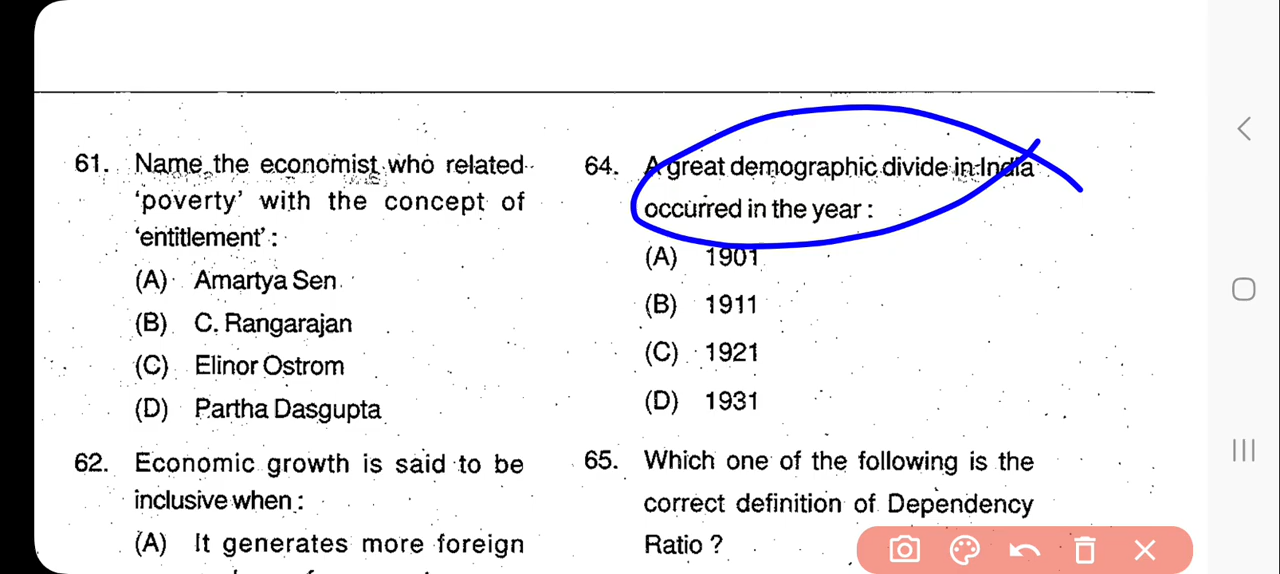 61. Name the economist who related
'poverty' with the concept of
'entitlement' :
(A) Amartya Sen
(B) C. Rangarajan
(C) Elinor Ostrom
(D) Partha Dasgupta
62. Economic growth is said to be
inclusive when :
(A) It generates more foreign
64. A great demographic divide in India
occurred in the year :
(A) 1901
(B) 1911
(C) 1921
(D) 1931
65. Which one of the following is the
correct definition of Dependency
Ratio ?